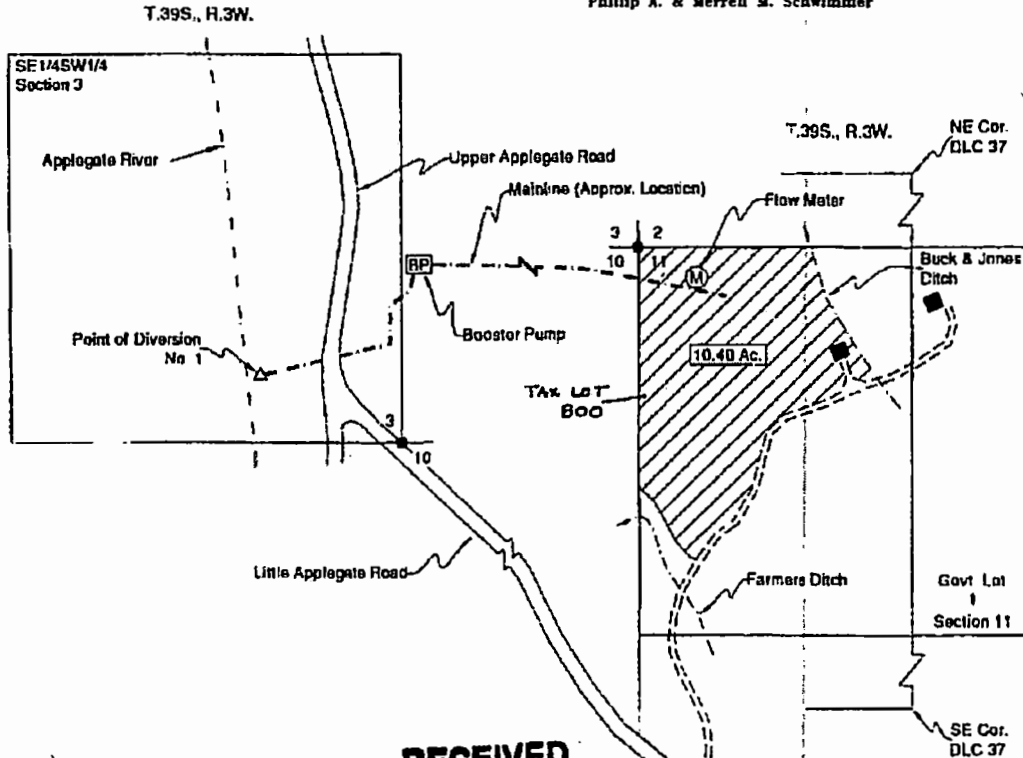 Phillip A. & Merren M. Schwimmer
T.39S., R.3W.
SE1/4SW1/4
Section 3
T.39S., R.3W.
NE Cor.
DLC 37
Applegate River
Upper Applegate Road
Mainline (Approx. Location)
Flow Meter
3 2
10 11
BP
M
Buck & Jones
Ditch
Point of Diversion
No 1
Booster Pump
10.40 Ac.
TAX LOT
800
3
10
Little Applegate Road
Farmers Ditch
Govt Lot
1
Section 11
SE Cor.
DLC 37
RECEIVED